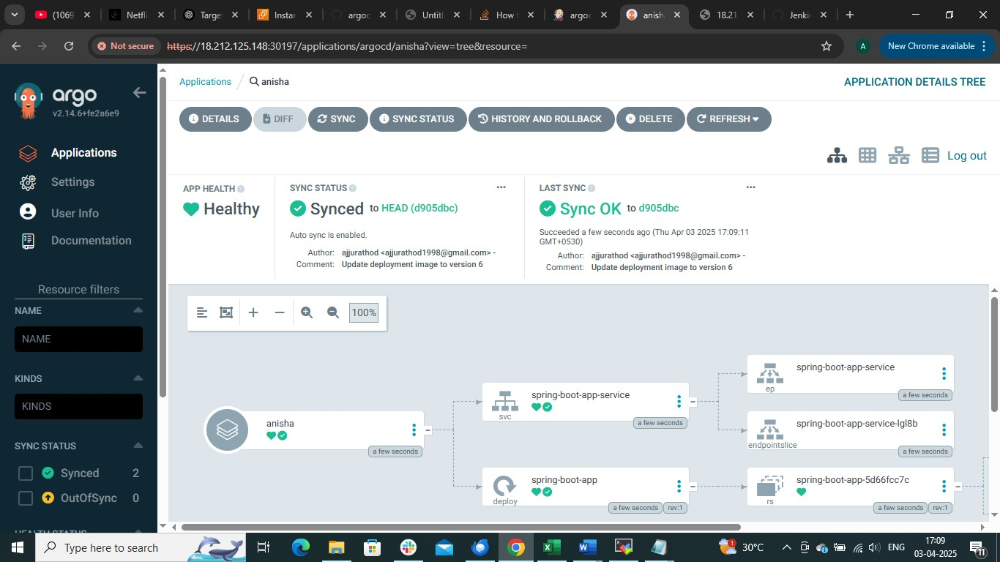 (1069
Netfli
Targe
Instar
argoc
Untitl
How t
argoc
anish
18.21
Jenki
Not secure
https://18.212.125.148:30197/applications/argocd/anisha?view=tree&resource=
A
New Chrome available
argo
v2.14.6+fe2a6e9
Applications
Settings
User Info
Documentation
Resource filters
NAME
NAME
KINDS
KINDS
SYNC STATUS
Synced 2
OutOfSync 0
HEALTH STATUS
Applications / anisha
APPLICATION DETAILS TREE
DETAILS
DIFF
SYNC
SYNC STATUS
HISTORY AND ROLLBACK
DELETE
REFRESH
Log out
APP HEALTH
Healthy
SYNC STATUS
Synced to HEAD (d905dbc)
Auto sync is enabled.
Author: ajjurathod <ajjurathod1998@gmail.com> -
Comment: Update deployment image to version 6
LAST SYNC
Sync OK to d905dbc
Succeeded a few seconds ago (Thu Apr 03 2025 17:09:11
GMT+0530)
Author: ajjurathod <ajjurathod1998@gmail.com> -
Comment: Update deployment image to version 6
100%
anisha
a few seconds
spring-boot-app-service
svc
a few seconds
spring-boot-app
deploy
a few seconds
rev:1
spring-boot-app-service
ep
a few seconds
spring-boot-app-service-lgl8b
endpointslice
a few seconds
spring-boot-app-5d66fcc7c
rs
a few seconds
rev:1
Type here to search
1
30°C
ENG
17:09
03-04-2025
11